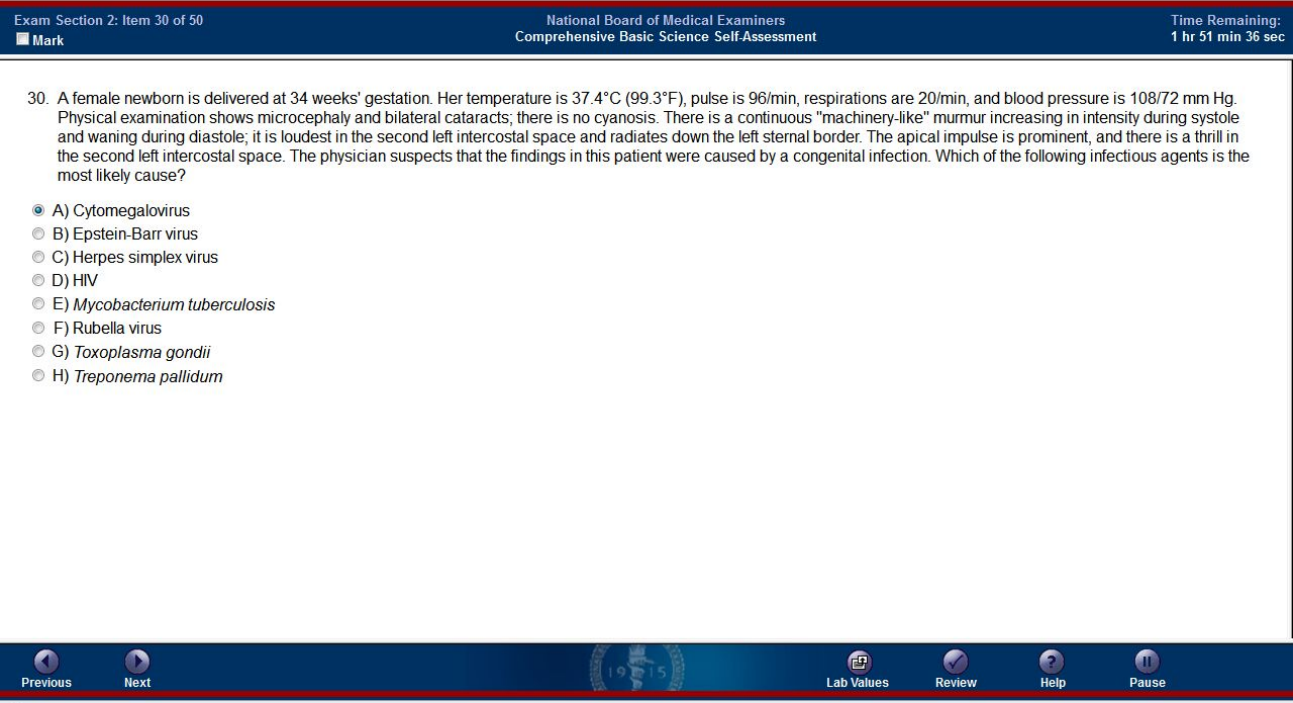 Exam Section 2: Item 30 of 50
National Board of Medical Examiners
Time Remaining:
Mark
Comprehensive Basic Science Self-Assessment
1 hr 51 min 36 sec
30. A female newborn is delivered at 34 weeks' gestation. Her temperature is 37.4°C (99.3°F), pulse is 96/min, respirations are 20/min, and blood pressure is 108/72 mm Hg.
Physical examination shows microcephaly and bilateral cataracts; there is no cyanosis. There is a continuous "machinery-like" murmur increasing in intensity during systole
and waning during diastole; it is loudest in the second left intercostal space and radiates down the left sternal border. The apical impulse is prominent, and there is a thrill in
the second left intercostal space. The physician suspects that the findings in this patient were caused by a congenital infection. Which of the following infectious agents is the
most likely cause?
A) Cytomegalovirus
B) Epstein-Barr virus
C) Herpes simplex virus
D) HIV
E) Mycobacterium tuberculosis
F) Rubella virus
G) Toxoplasma gondii
H) Treponema pallidum
1915
Previous
Next
Lab Values
Review
Help
Pause